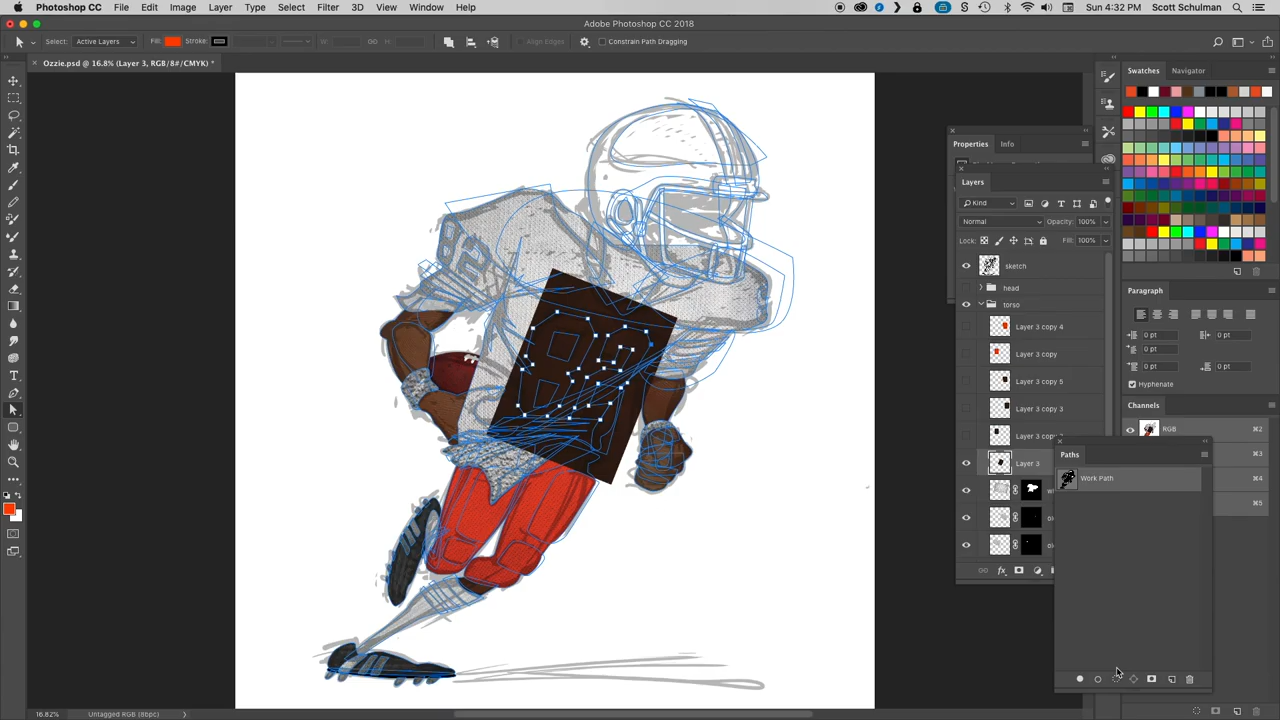 Photoshop CC File Edit Image Layer Type Select Filter 3D View Window Help Sun 4:32 PM Scott Schulman
Adobe Photoshop CC 2018
Select: Active Layers Fill: Stroke: W: H: Align Edges Constrain Path Dragging
Ozzie.psd @ 16.8% (Layer 3, RGB/8#/CMYK) *
Swatches Navigator
Properties Info
Layers
Kind
Normal Opacity: 100%
Lock: Fill: 100%
sketch
head
torso
Layer 3 copy 4
Layer 3 copy
Layer 3 copy 5
Layer 3 copy 3
Layer 3 copy
Layer 3
Paragraph
0 pt 0 pt
0 pt
0 pt 0 pt
Hyphenate
Channels
RGB ⌘2
⌘3
⌘4
⌘5
Paths
Work Path
16.82% Untagged RGB (8bpc)